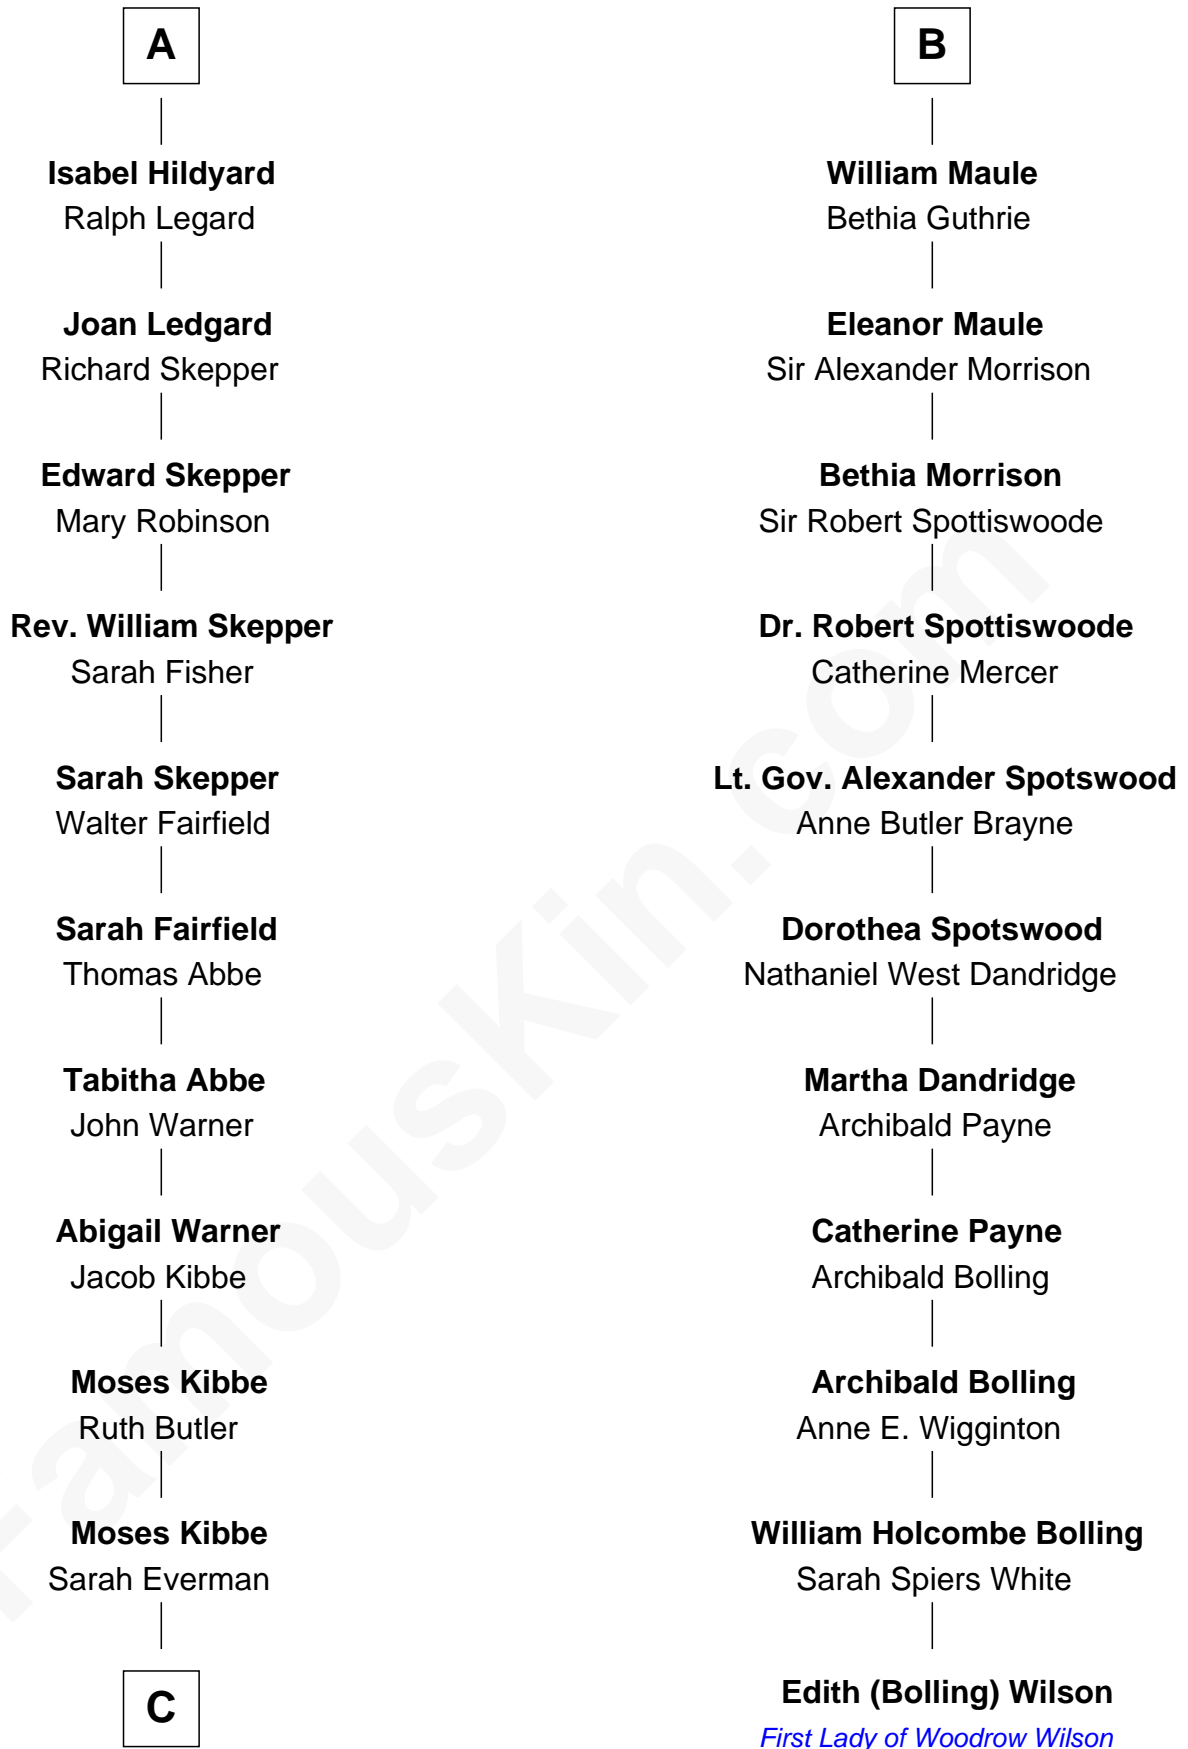 A
Isabel Hildyard
Ralph Legard
Joan Ledgard
Richard Skepper
Edward Skepper
Mary Robinson
Rev. William Skepper
Sarah Fisher
Sarah Skepper
Walter Fairfield
Sarah Fairfield
Thomas Abbe
Tabitha Abbe
John Warner
Abigail Warner
Jacob Kibbe
Moses Kibbe
Ruth Butler
Moses Kibbe
Sarah Everman
C
B
William Maule
Bethia Guthrie
Eleanor Maule
Sir Alexander Morrison
Bethia Morrison
Sir Robert Spottiswoode
Dr. Robert Spottiswoode
Catherine Mercer
Lt. Gov. Alexander Spotswood
Anne Butler Brayne
Dorothea Spotswood
Nathaniel West Dandridge
Martha Dandridge
Archibald Payne
Catherine Payne
Archibald Bolling
Archibald Bolling
Anne E. Wigginton
William Holcombe Bolling
Sarah Spiers White
Edith (Bolling) Wilson
First Lady of Woodrow Wilson
FamousKin.com